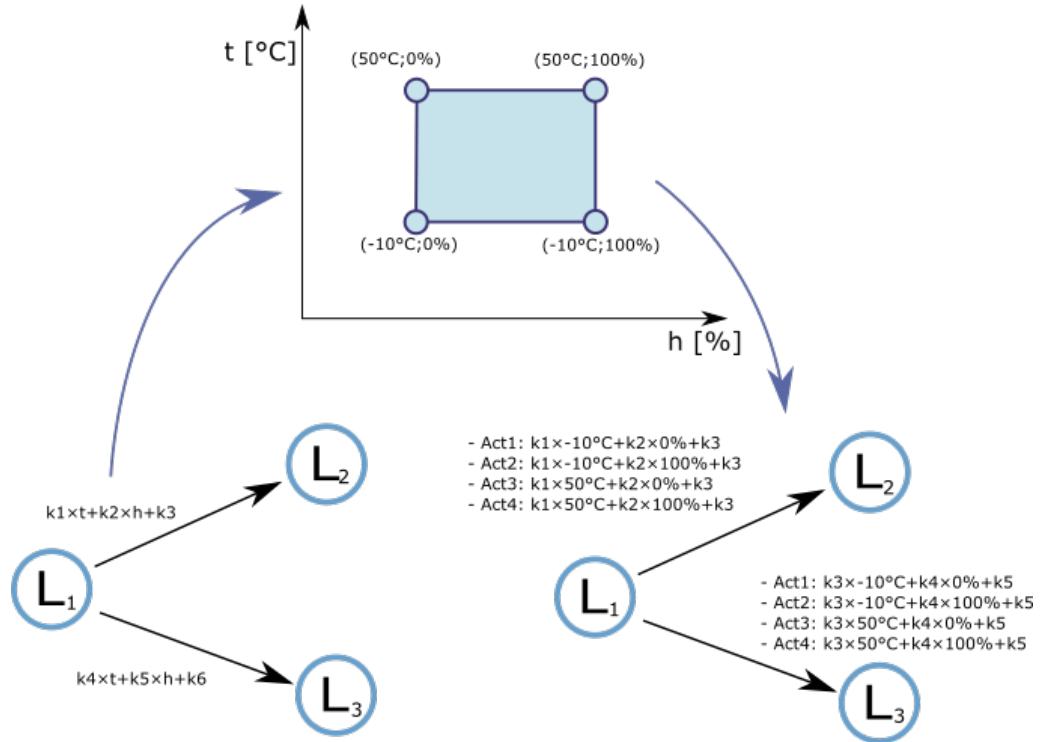 t [°C]
(50°C;0%)
(50°C;100%)
(-10°C;0%)
(-10°C;100%)
h [%]
k1×t+k2×h+k3
L2
L1
k4×t+k5×h+k6
L3
- Act1: k1×-10°C+k2×0%+k3
- Act2: k1×-10°C+k2×100%+k3
- Act3: k1×50°C+k2×0%+k3
- Act4: k1×50°C+k2×100%+k3
L2
L1
- Act1: k3×-10°C+k4×0%+k5
- Act2: k3×-10°C+k4×100%+k5
- Act3: k3×50°C+k4×0%+k5
- Act4: k3×50°C+k4×100%+k5
L3